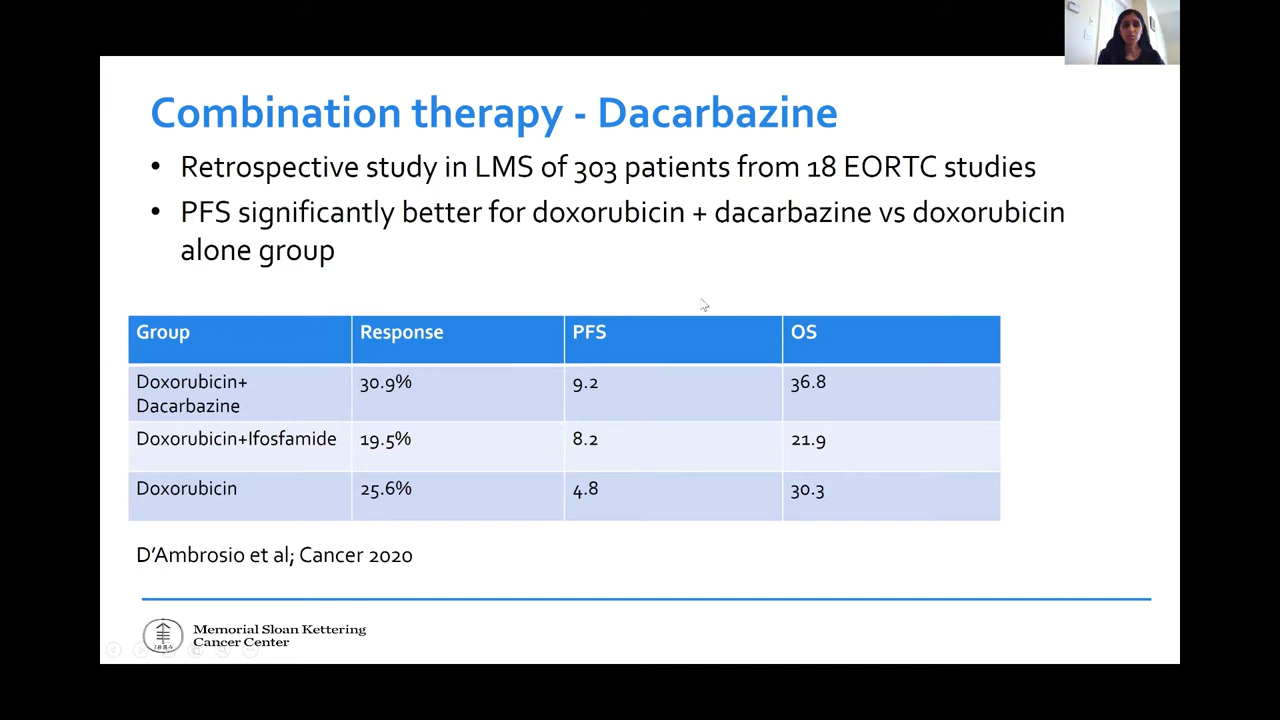 Combination therapy - Dacarbazine
• Retrospective study in LMS of 303 patients from 18 EORTC studies
• PFS significantly better for doxorubicin + dacarbazine vs doxorubicin
alone group
Group Response PFS OS
Doxorubicin+
Dacarbazine 30.9% 9.2 36.8
Doxorubicin+Ifosfamide 19.5% 8.2 21.9
Doxorubicin 25.6% 4.8 30.3
D'Ambrosio et al; Cancer 2020
1884
Memorial Sloan Kettering
Cancer Center